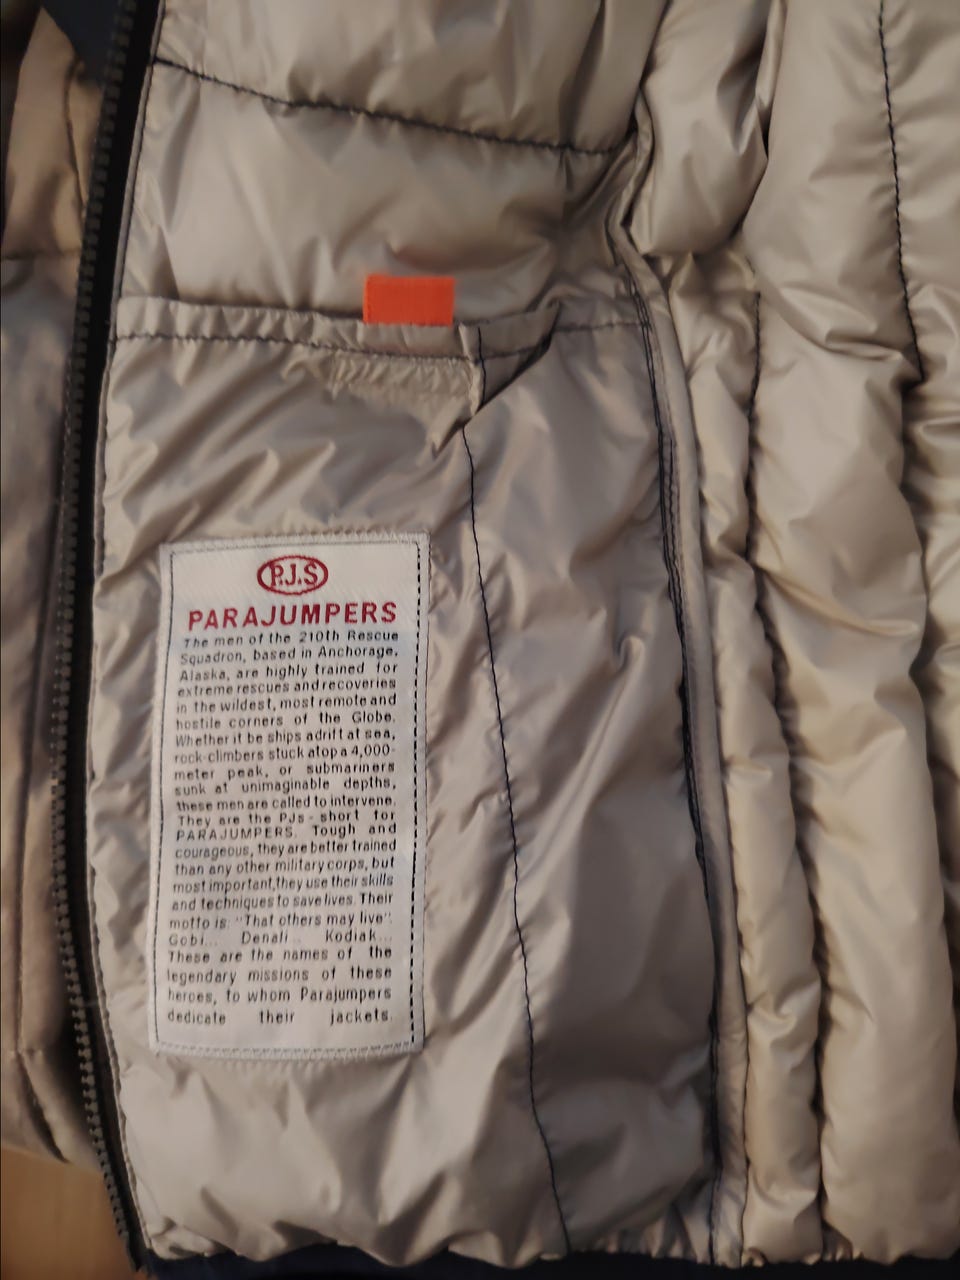 P.J.S
PARAJUMPERS
The men of the 210th Rescue
Squadron, based in Anchorage,
Alaska, are highly trained for
extreme rescues and recoveries
in the wildest, most remote and
hostile corners of the Globe.
Whether it be ships adrift at sea,
rock-climbers stuck atop a 4,000-
meter peak, or submariners
sunk at unimaginable depths,
these men are called to intervene.
They are the PJs - short for
PARAJUMPERS. Tough and
courageous, they are better trained
than any other military corps, but
most important, they use their skills
and techniques to save lives. Their
motto is: "That others may live".
Gobi... Denali... Kodiak...
These are the names of the
legendary missions of these
heroes, to whom Parajumpers
dedicate their jackets.